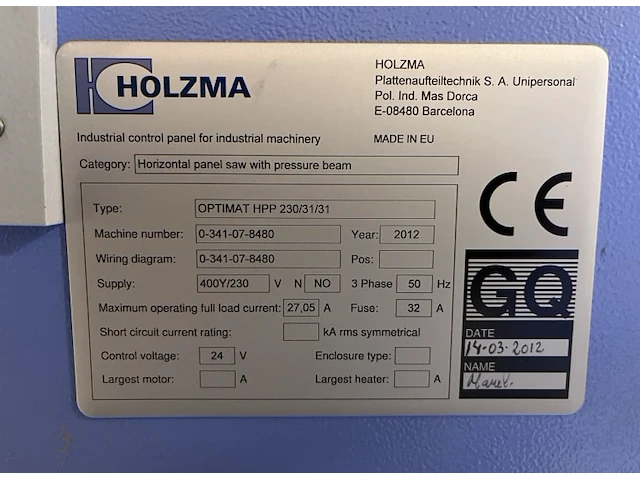 HC HOLZMA
HOLZMA
Plattenaufteiltechnik S. A. Unipersonal
Pol. Ind. Mas Dorca
E-08480 Barcelona
Industrial control panel for industrial machinery MADE IN EU
Category: Horizontal panel saw with pressure beam
Type: OPTIMAT HPP 230/31/31
Machine number: 0-341-07-8480 Year: 2012
Wiring diagram: 0-341-07-8480 Pos:
Supply: 400Y/230 V N NO 3 Phase 50 Hz
Maximum operating full load current: 27,05 A Fuse: 32 A
Short circuit current rating: kA rms symmetrical
Control voltage: 24 V Enclosure type:
Largest motor: A Largest heater: A
CE
GQ
DATE
14-03-2012
NAME